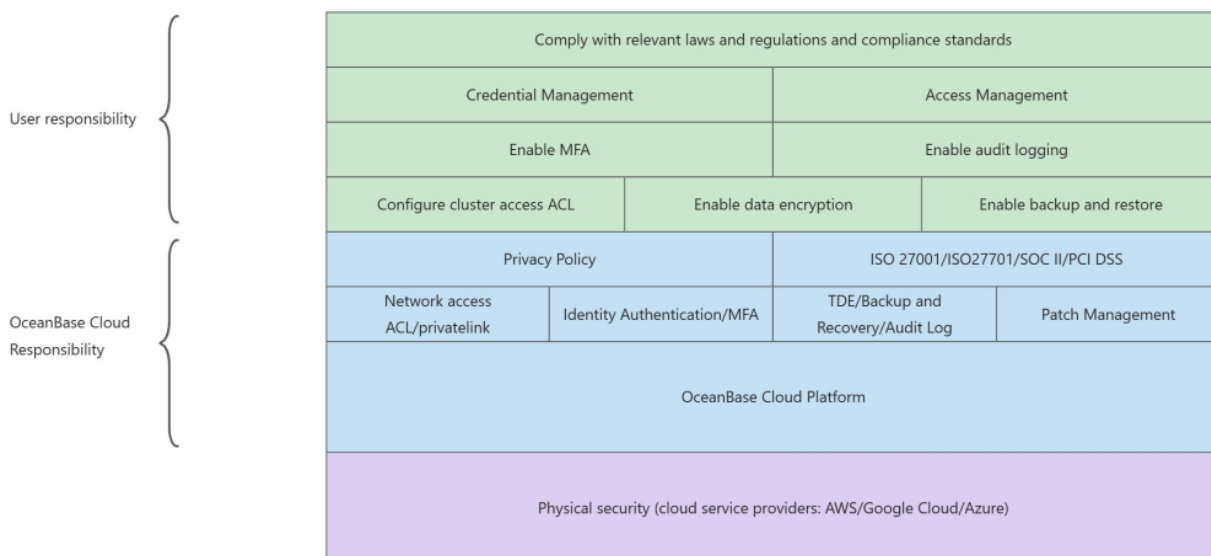 Comply with relevant laws and regulations and compliance standards
User responsibility
Credential Management
Access Management
Enable MFA
Enable audit logging
Configure cluster access ACL
Enable data encryption
Enable backup and restore
OceanBase Cloud
Responsibility
Privacy Policy
ISO 27001/ISO27701/SOC II/PCI DSS
Network access
ACL/privatelink
Identity Authentication/MFA
TDE/Backup and
Recovery/Audit Log
Patch Management
OceanBase Cloud Platform
Physical security (cloud service providers: AWS/Google Cloud/Azure)